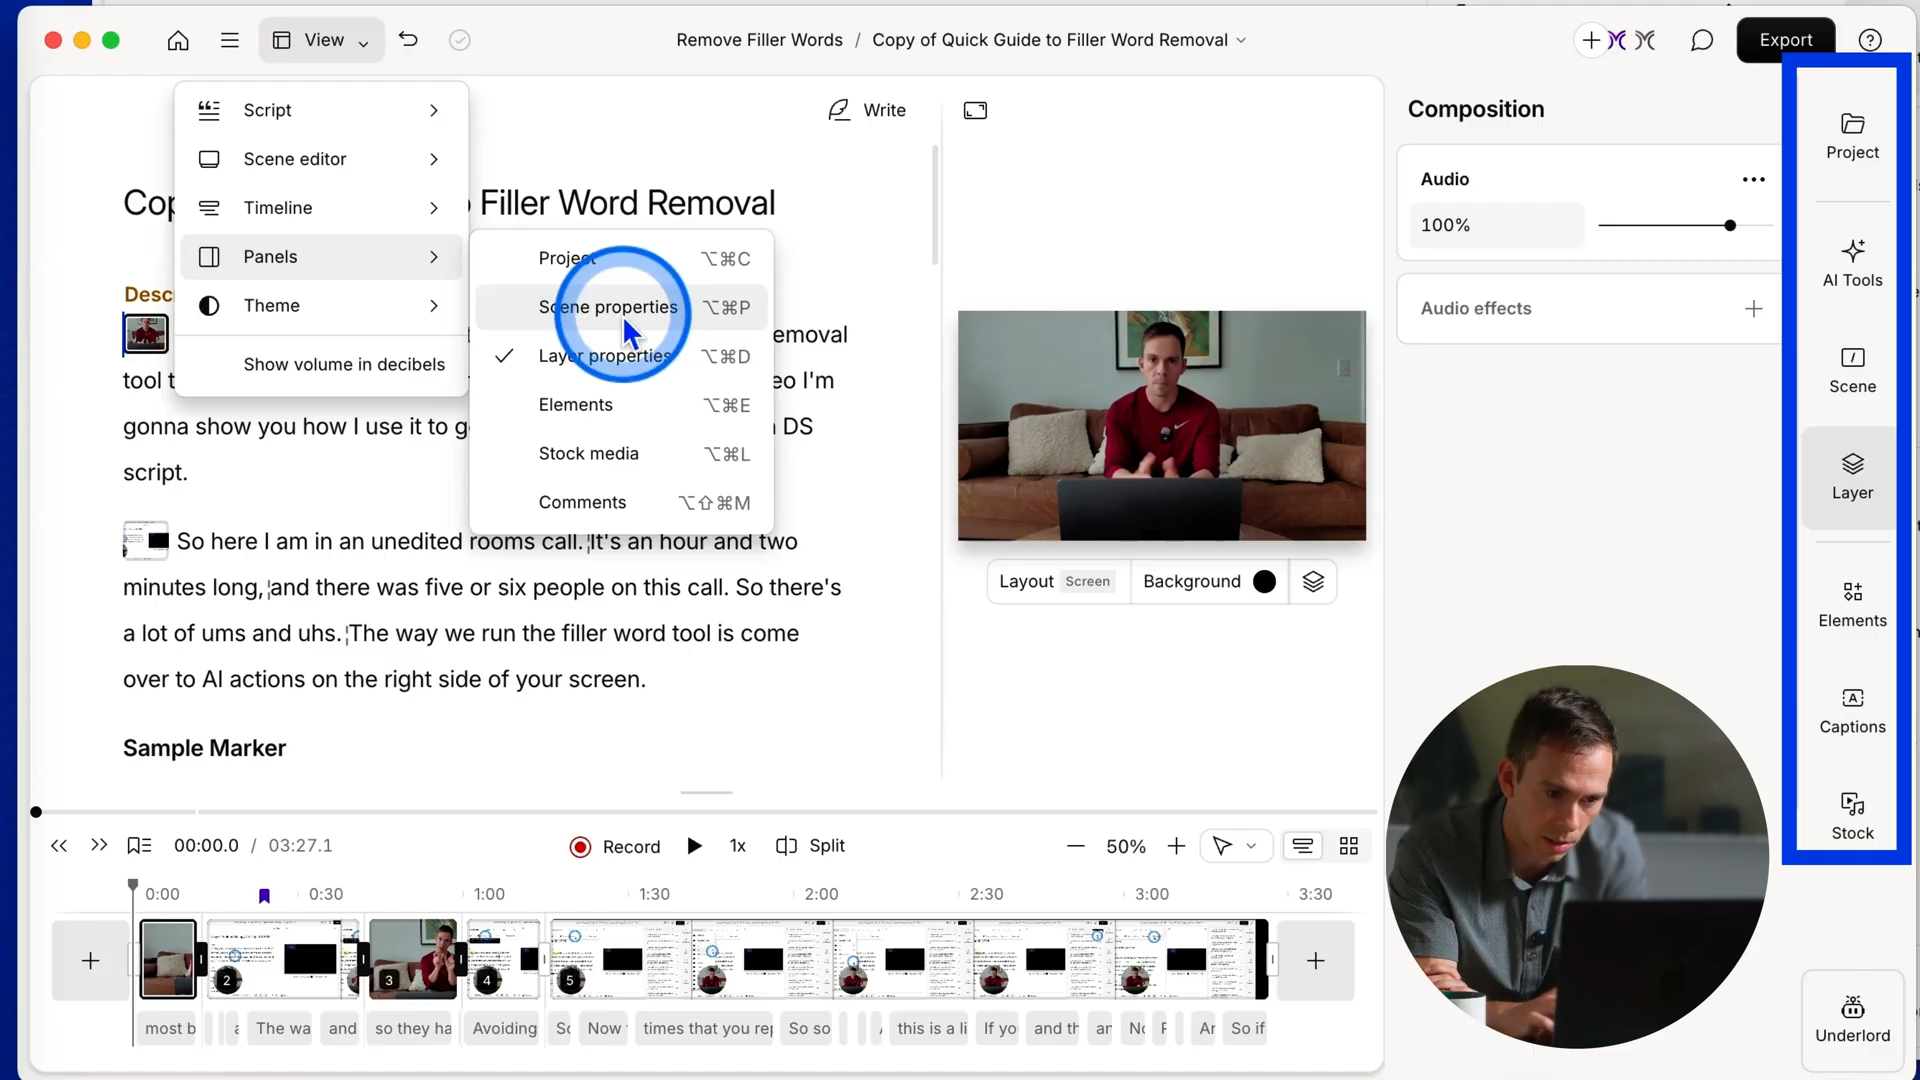 View
Remove Filler Words / Copy of Quick Guide to Filler Word Removal
Export
Script
Scene editor
Timeline
Panels
Theme
Show volume in decibels
Project ⌥⌘C
Scene properties ⌥⌘P
Layer properties ⌥⌘D
Elements ⌥⌘E
Stock media ⌥⌘L
Comments ⌥⇧⌘M
Write
Filler Word Removal
emoval
tool
eo I'm
gonna show you how I use it to
DS
script.
So here I am in an unedited rooms call. It's an hour and two
minutes long, and there was five or six people on this call. So there's
a lot of ums and uhs. The way we run the filler word tool is come
over to AI actions on the right side of your screen.
Sample Marker
Layout Screen
Background
Composition
Audio
100%
Audio effects
Project
AI Tools
Scene
Layer
Elements
Captions
Stock
Underlord
00:00.0 / 03:27.1
Record
1x
Split
50%
0:00 0:30 1:00 1:30 2:00 2:30 3:00 3:30
2 3 4 5
most b The wa and so they ha Avoiding Sc Now times that you rep So so this is a li If yo and th an No F Ar So if